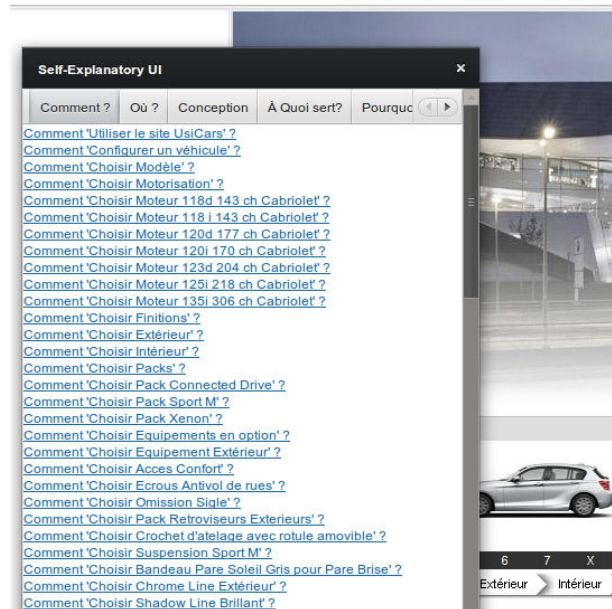 Self-Explanatory UI
×
Comment ? Où ? Conception À Quoi sert? Pourquc
Comment 'Utiliser le site UsiCars' ?
Comment 'Configurer un véhicule' ?
Comment 'Choisir Modèle' ?
Comment 'Choisir Motorisation' ?
Comment 'Choisir Moteur 118d 143 ch Cabriolet' ?
Comment 'Choisir Moteur 118 i 143 ch Cabriolet' ?
Comment 'Choisir Moteur 120d 177 ch Cabriolet' ?
Comment 'Choisir Moteur 120i 170 ch Cabriolet' ?
Comment 'Choisir Moteur 123d 204 ch Cabriolet' ?
Comment 'Choisir Moteur 125i 218 ch Cabriolet' ?
Comment 'Choisir Moteur 135i 306 ch Cabriolet' ?
Comment 'Choisir Finitions' ?
Comment 'Choisir Extérieur' ?
Comment 'Choisir Intérieur' ?
Comment 'Choisir Packs' ?
Comment 'Choisir Pack Connected Drive' ?
Comment 'Choisir Pack Sport M' ?
Comment 'Choisir Pack Xenon' ?
Comment 'Choisir Equipements en option' ?
Comment 'Choisir Equipement Extérieur' ?
Comment 'Choisir Acces Confort' ?
Comment 'Choisir Ecrous Antivol de rues' ?
Comment 'Choisir Omission Sigle' ?
Comment 'Choisir Pack Retroviseurs Exterieurs' ?
Comment 'Choisir Crochet d'atelage avec rotule amovible' ?
Comment 'Choisir Suspension Sport M' ?
Comment 'Choisir Bandeau Pare Soleil Gris pour Pare Brise' ?
Comment 'Choisir Chrome Line Extérieur' ?
Comment 'Choisir Shadow Line Brillant' ?
6 7 X
Extérieur Intérieur